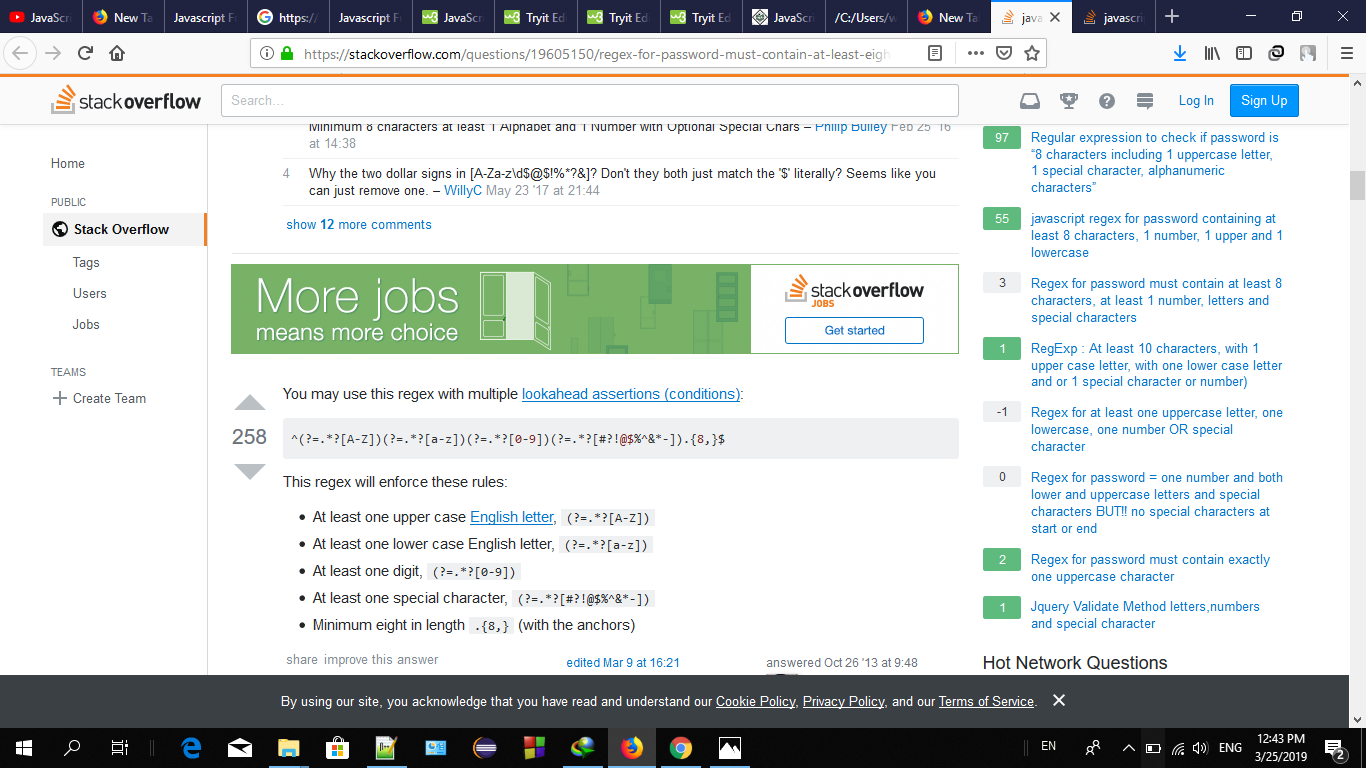 JavaScri
New Ta
Javascript Fu
https://
Javascript Fu
JavaSc
Tryit Ed
Tryit Ed
Tryit Ed
JavaScr
/C:/Users/w
New Ta
java
javascri
https://stackoverflow.com/questions/19605150/regex-for-password-must-contain-at-least-eigh
stackoverflow
Search...
Log In
Sign Up
Home
PUBLIC
Stack Overflow
Tags
Users
Jobs
TEAMS
Create Team
Minimum 8 characters at least 1 Alphabet and 1 Number with Optional Special Chars – Philip Bulley Feb 25 '16
at 14:38
4 Why the two dollar signs in [A-Za-z\d$@$!%*?&]? Don't they both just match the '$' literally? Seems like you
can just remove one. – WillyC May 23 '17 at 21:44
show 12 more comments
More jobs
means more choice
stackoverflow
JOBS
Get started
258
You may use this regex with multiple lookahead assertions (conditions):
^(?=.*?[A-Z])(?=.*?[a-z])(?=.*?[0-9])(?=.*?[#?!@$%^&*-]).{8,}$
This regex will enforce these rules:
• At least one upper case English letter, (?=.*?[A-Z])
• At least one lower case English letter, (?=.*?[a-z])
• At least one digit, (?=.*?[0-9])
• At least one special character, (?=.*?[#?!@$%^&*-])
• Minimum eight in length .{8,} (with the anchors)
share improve this answer
edited Mar 9 at 16:21
answered Oct 26 '13 at 9:48
97 Regular expression to check if password is
“8 characters including 1 uppercase letter,
1 special character, alphanumeric
characters”
55 javascript regex for password containing at
least 8 characters, 1 number, 1 upper and 1
lowercase
3 Regex for password must contain at least 8
characters, at least 1 number, letters and
special characters
1 RegExp : At least 10 characters, with 1
upper case letter, with one lower case letter
and or 1 special character or number)
-1 Regex for at least one uppercase letter, one
lowercase, one number OR special
character
0 Regex for password = one number and both
lower and uppercase letters and special
characters BUT!! no special characters at
start or end
2 Regex for password must contain exactly
one uppercase character
1 Jquery Validate Method letters,numbers
and special character
Hot Network Questions
By using our site, you acknowledge that you have read and understand our Cookie Policy, Privacy Policy, and our Terms of Service.
EN
ENG
12:43 PM
3/25/2019
2